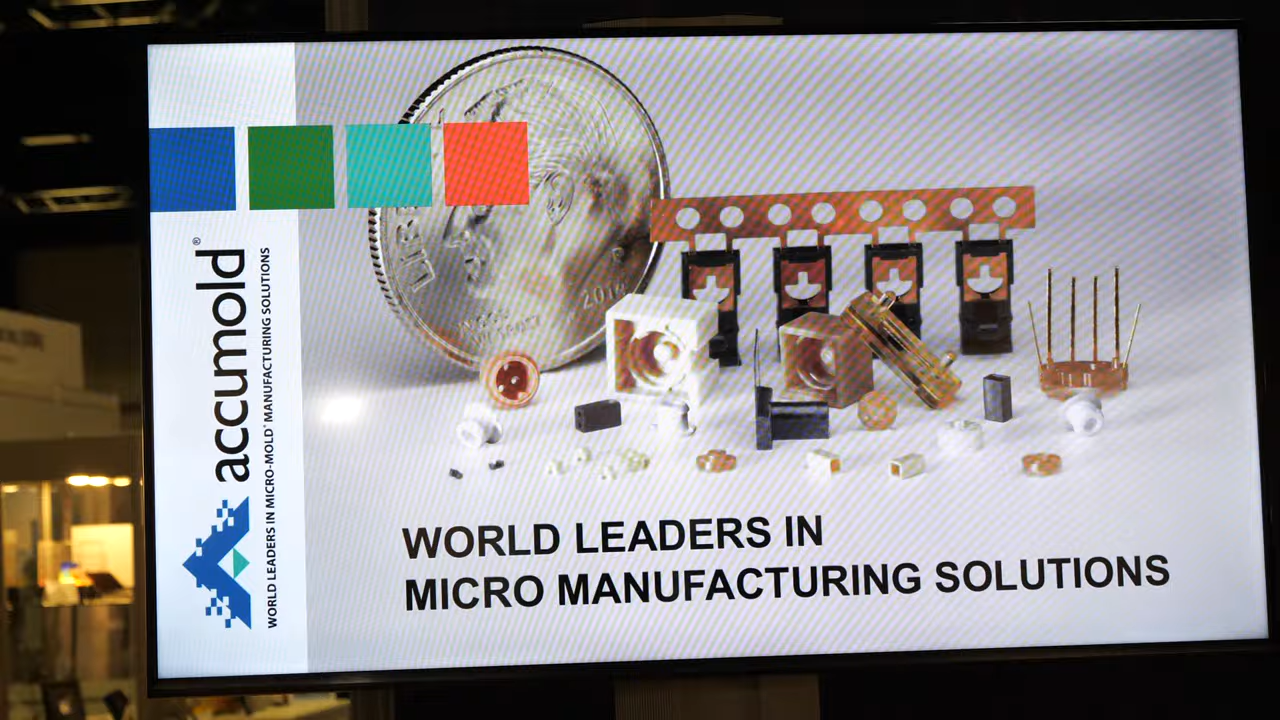 accumold®
WORLD LEADERS IN MICRO-MOLD® MANUFACTURING SOLUTIONS
WORLD LEADERS IN
MICRO MANUFACTURING SOLUTIONS